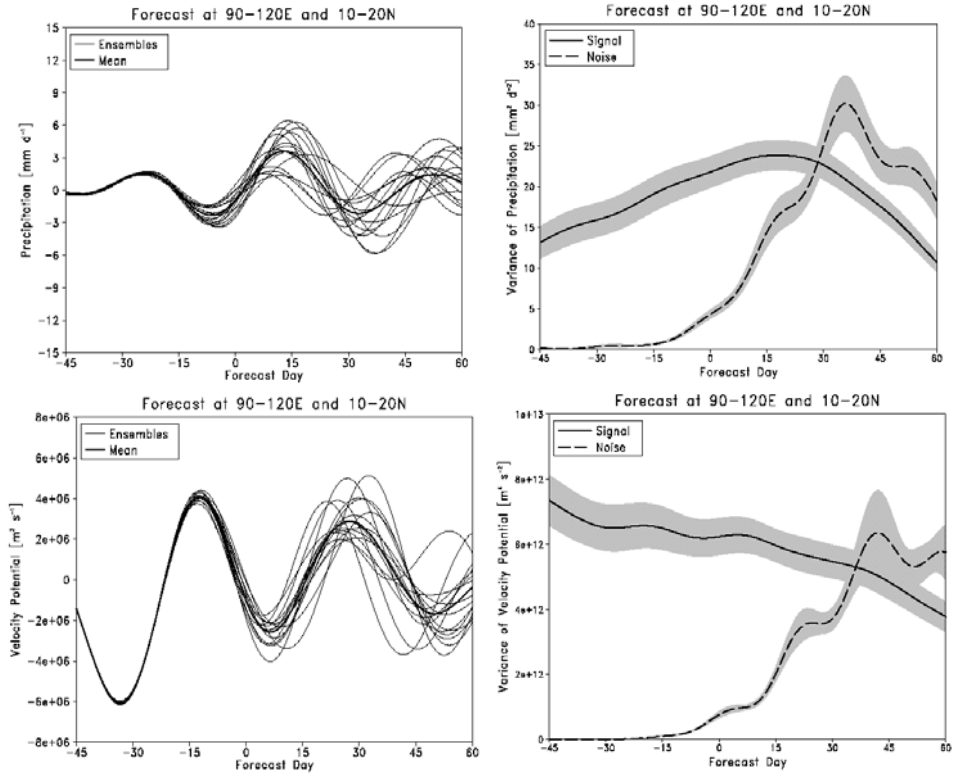 Forecast at 90-120E and 10-20N
Ensembles
Mean
Precipitation [mm d⁻¹]
15
12
9
6
3
0
-3
-6
-9
-12
-15
-45 -30 -15 0 15 30 45 60
Forecast Day
Forecast at 90-120E and 10-20N
Signal
Noise
Variance of Precipitation [mm² d⁻²]
40
35
30
25
20
15
10
5
0
-45 -30 -15 0 15 30 45 60
Forecast Day
Forecast at 90-120E and 10-20N
Ensembles
Mean
Velocity Potential [m² s⁻¹]
8e+06
6e+06
4e+06
2e+06
0
-2e+06
-4e+06
-6e+06
-8e+06
-45 -30 -15 0 15 30 45 60
Forecast Day
Forecast at 90-120E and 10-20N
Signal
Noise
Variance of Velocity Potential [m⁴ s⁻²]
1e+13
8e+12
6e+12
4e+12
2e+12
0
-45 -30 -15 0 15 30 45 60
Forecast Day